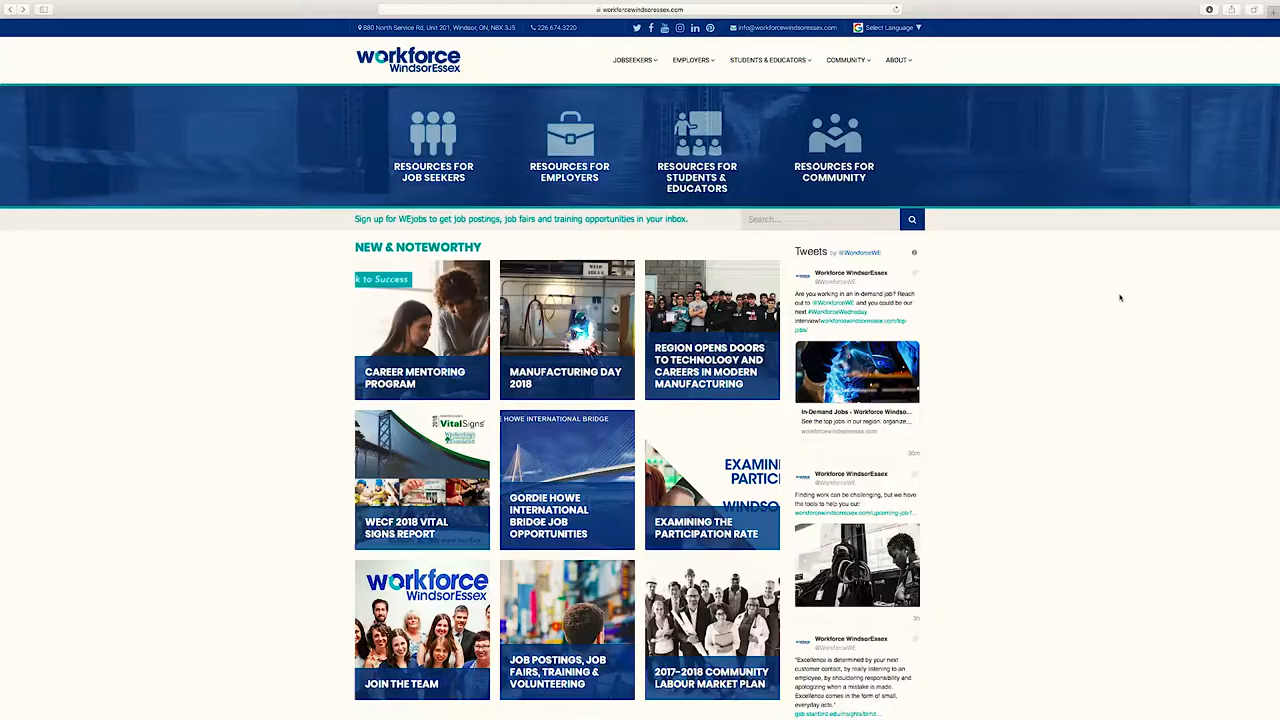 workforcewindsoressex.com
880 North Service Rd, Unit 201, Windsor, ON, N8X 3J5
226.674.3220
info@workforcewindsoressex.com
Select Language ▼
workforce
WindsorEssex
JOBSEEKERS
EMPLOYERS
STUDENTS & EDUCATORS
COMMUNITY
ABOUT
RESOURCES FOR
JOB SEEKERS
RESOURCES FOR
EMPLOYERS
RESOURCES FOR
STUDENTS &
EDUCATORS
RESOURCES FOR
COMMUNITY
Sign up for WEjobs to get job postings, job fairs and training opportunities in your inbox.
Search...
NEW & NOTEWORTHY
k to Success
CAREER MENTORING
PROGRAM
WELD
MANUFACTURING DAY
2018
REGION OPENS DOORS
TO TECHNOLOGY AND
CAREERS IN MODERN
MANUFACTURING
2018
VitalSigns
WECF 2018 VITAL
SIGNS REPORT
E HOWE INTERNATIONAL BRIDGE
GORDIE HOWE
INTERNATIONAL
BRIDGE JOB
OPPORTUNITIES
EXAMIN
PARTIC
WINDSO
EXAMINING THE
PARTICIPATION RATE
workforce
WindsorEssex
JOIN THE TEAM
JOB POSTINGS, JOB
FAIRS, TRAINING &
VOLUNTEERING
2017-2018 COMMUNITY
LABOUR MARKET PLAN
Tweets by @WorkforceWE
Workforce WindsorEssex
@WorkforceWE
Are you working in an in-demand job? Reach
out to @WorkforceWE and you could be our
next #WorkforceWednesday
interview!workforcewindsoressex.com/top-
jobs/
In-Demand Jobs - Workforce Windso...
See the top jobs in our region, organize...
workforcewindsoressex.com
30m
Workforce WindsorEssex
@WorkforceWE
Finding work can be challenging, but we have
the tools to help you out:
workforcewindsoressex.com/upcoming-job-f...
3h
Workforce WindsorEssex
@WorkforceWE
"Excellence is determined by your next
customer contact, by really listening to an
employee, by shouldering responsibility and
apologizing when a mistake is made.
Excellence comes in the form of small,
everyday acts."
gsb.stanford.edu/insights/blind...